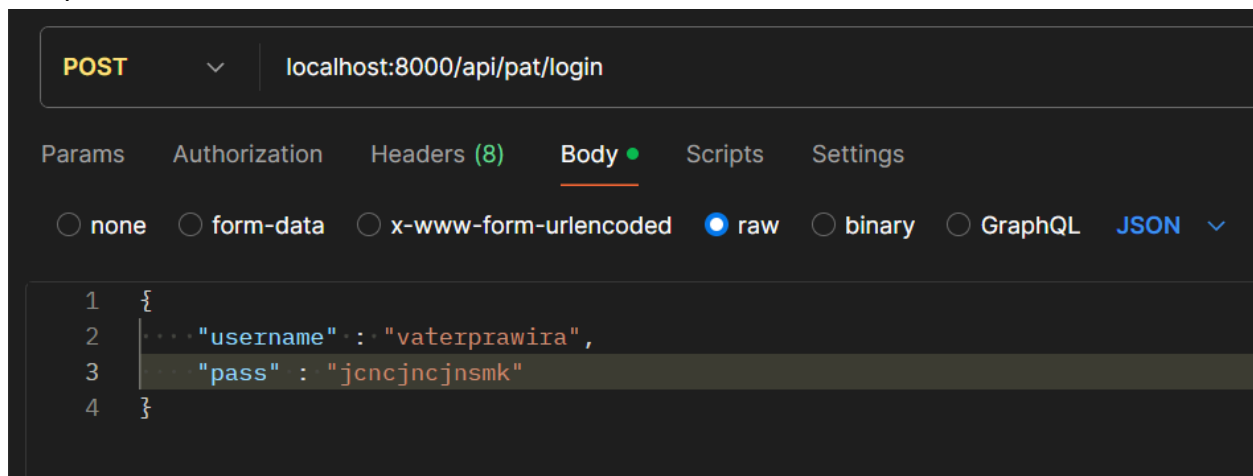 POST localhost:8000/api/pat/login
Params Authorization Headers (8) Body Scripts Settings
none form-data x-www-form-urlencoded raw binary GraphQL JSON
1 {
2 "username" : "vaterprawira",
3 "pass" : "jcncjncjnsmk"
4 }